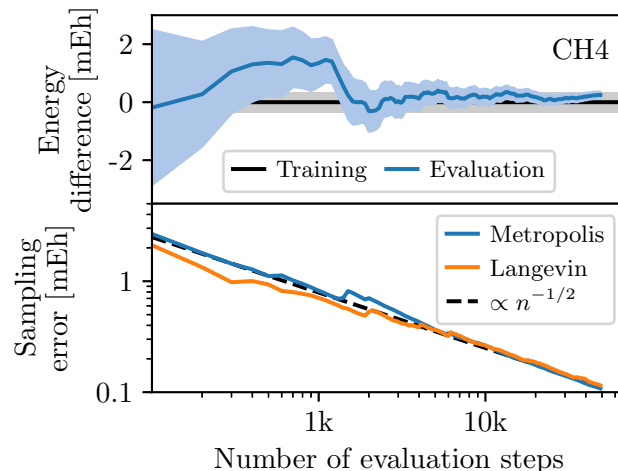 CH4
Energy
difference [mEh]
2
0
-2
Training
Evaluation
Sampling
error [mEh]
1
0.1
Metropolis
Langevin
∝ n^{-1/2}
1k
10k
Number of evaluation steps